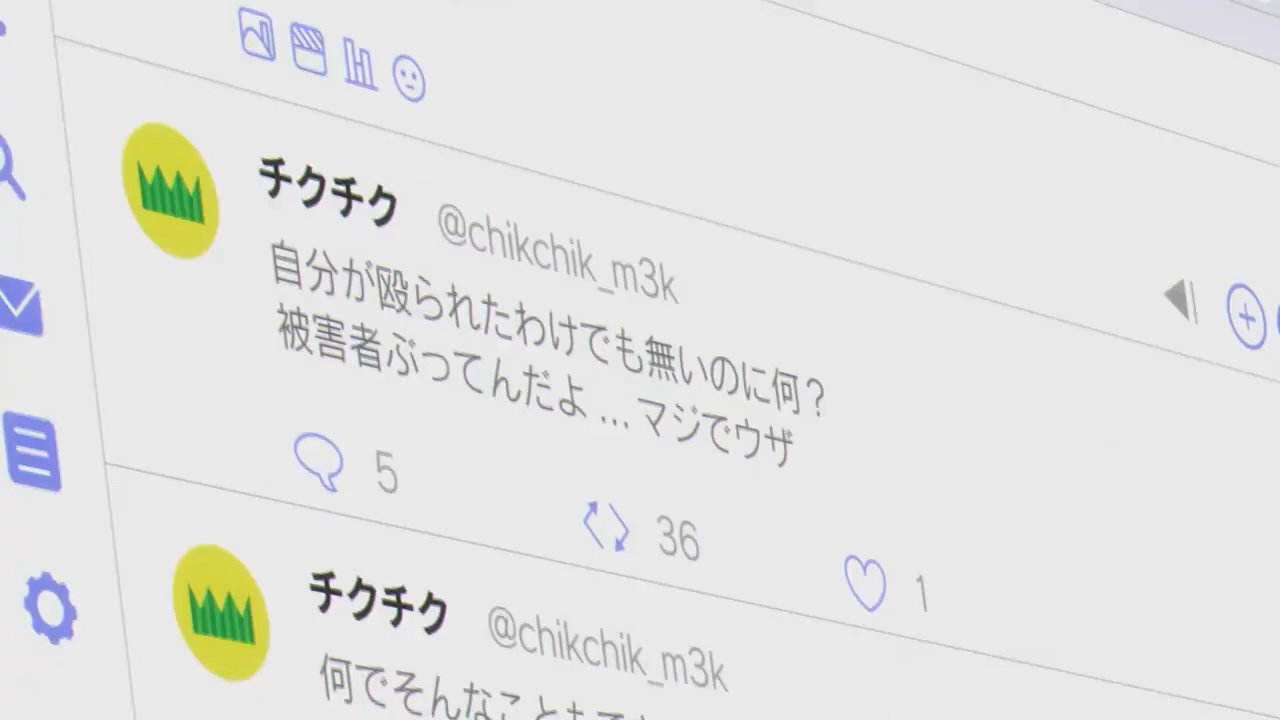 チクチク @chikchik_m3k
自分が殴られたわけでも無いのに何？
被害者ぶってんだよ...マジでウザ
5 36 1
チクチク @chikchik_m3k
何でそんなこと